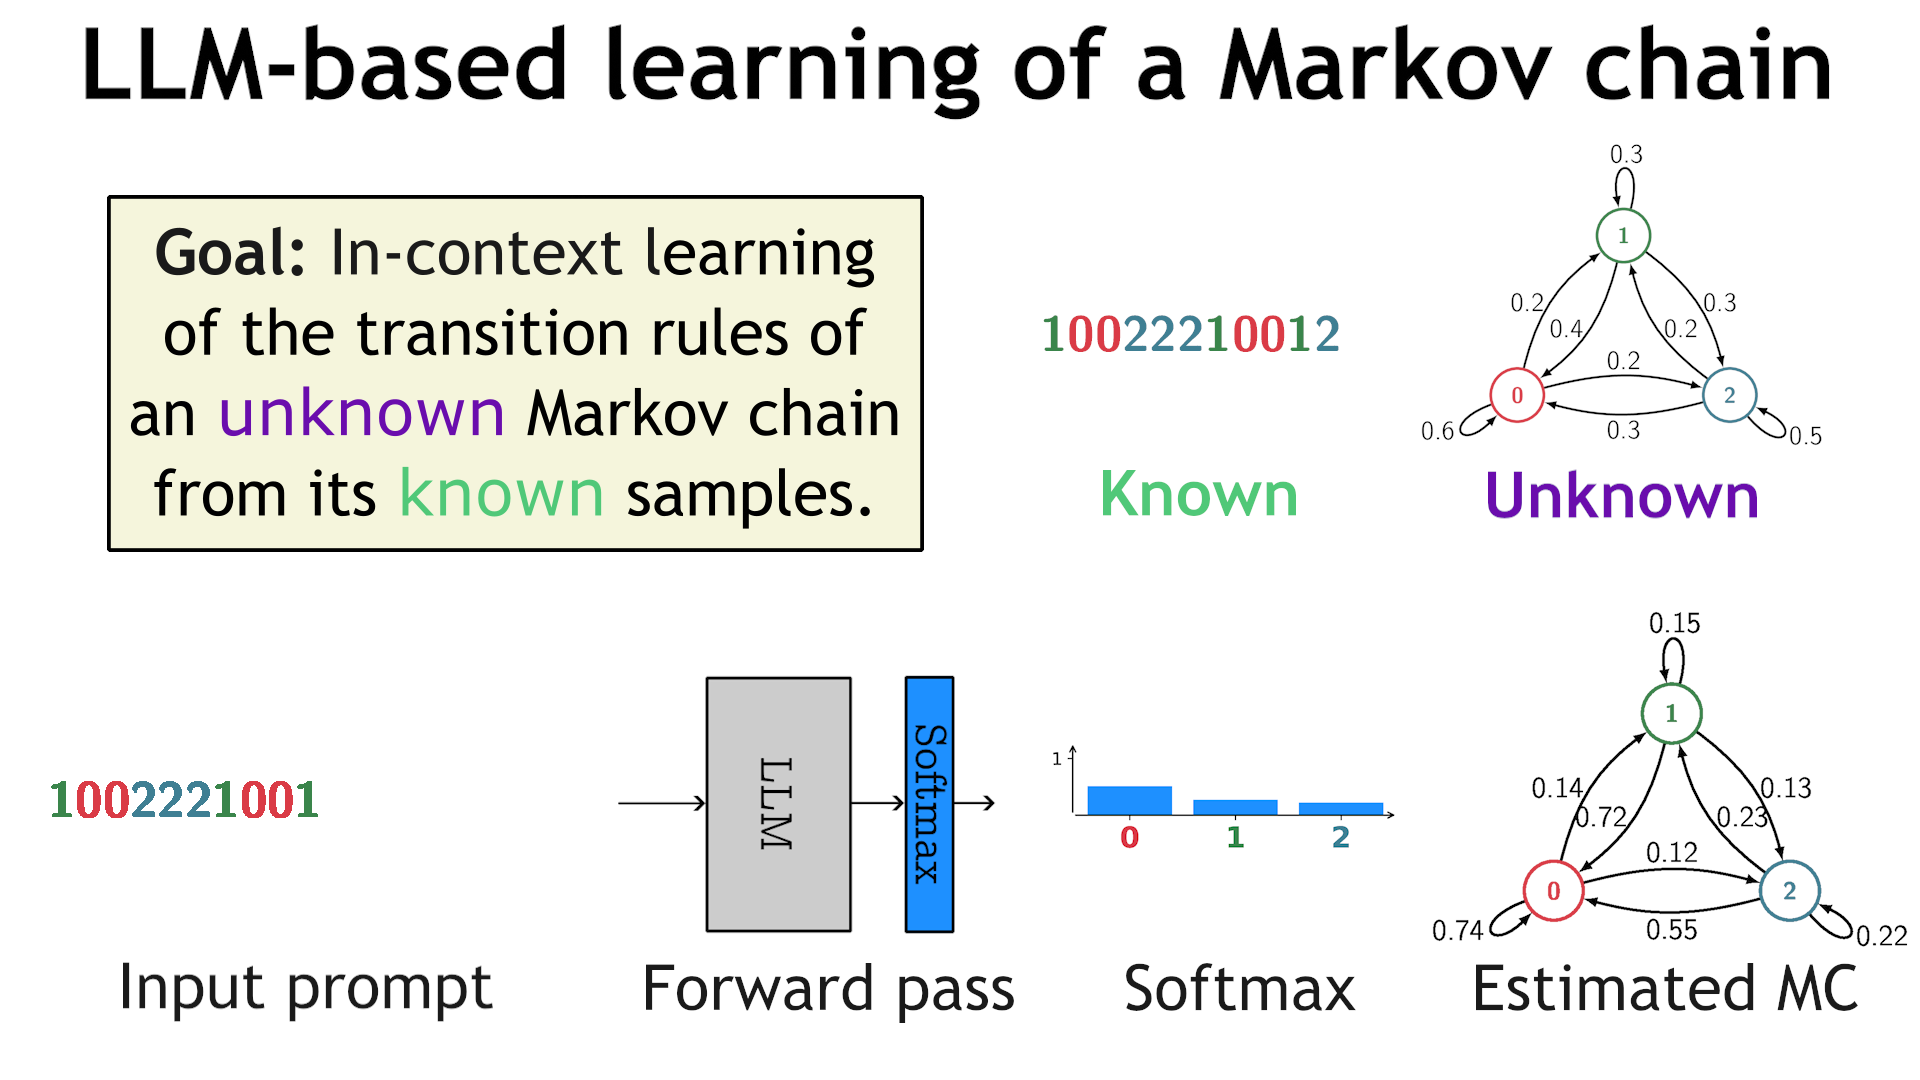 LLM-based learning of a Markov chain
Goal: In-context learning
of the transition rules of
an unknown Markov chain
from its known samples.
10022210012
Known
0.3
1
0.2
0.3
0.4
0.2
0.2
0
2
0.6
0.3
0.5
Unknown
1002221001
Input prompt
LLM
Softmax
Forward pass
1
0
1
2
Softmax
0.15
1
0.14
0.13
0.72
0.23
0.12
0
2
0.74
0.55
0.22
Estimated MC